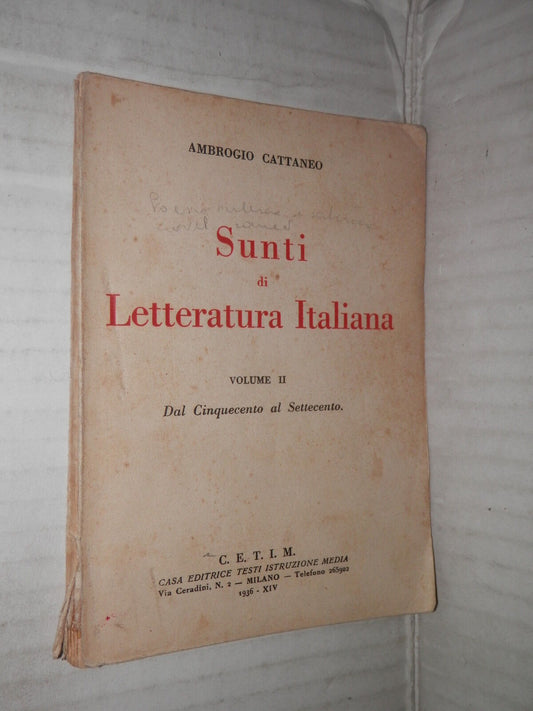 AMBROGIO CATTANEO
Sunti
di
Letteratura Italiana
VOLUME II
Dal Cinquecento al Settecento.
C. E. T. I. M.
CASA EDITRICE TESTI ISTRUZIONE MEDIA
Via Ceradini, N. 2 — MILANO — Telefono 265902
1936 - XIV